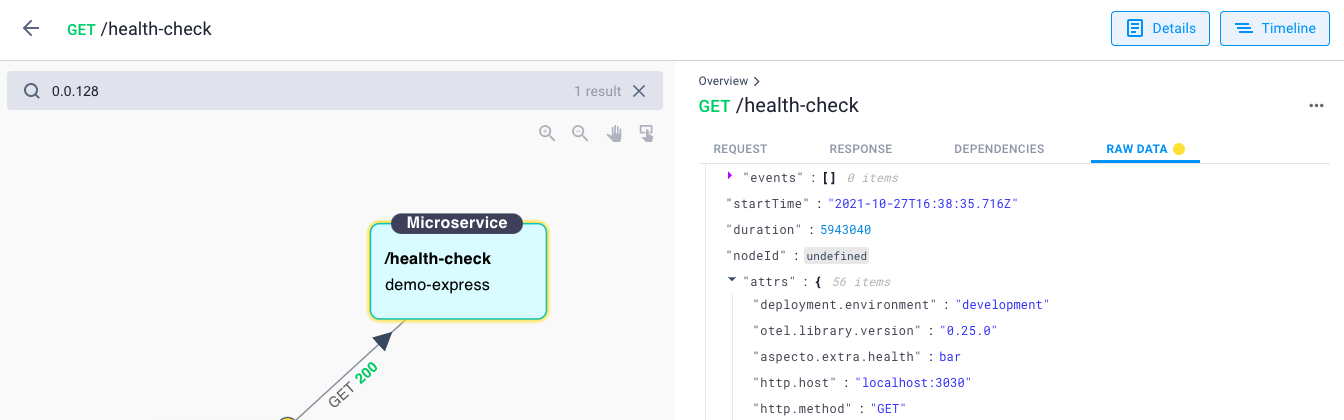 GET /health-check
Details
Timeline
0.0.128
1 result
Microservice
/health-check
demo-express
GET 200
Overview >
GET /health-check
REQUEST RESPONSE DEPENDENCIES RAW DATA
"events" : [] 0 items
"startTime" : "2021-10-27T16:38:35.716Z"
"duration" : 5943040
"nodeId" : undefined
"attrs" : { 56 items
"deployment.environment" : "development"
"otel.library.version" : "0.25.0"
"aspecto.extra.health" : bar
"http.host" : "localhost:3030"
"http.method" : "GET"